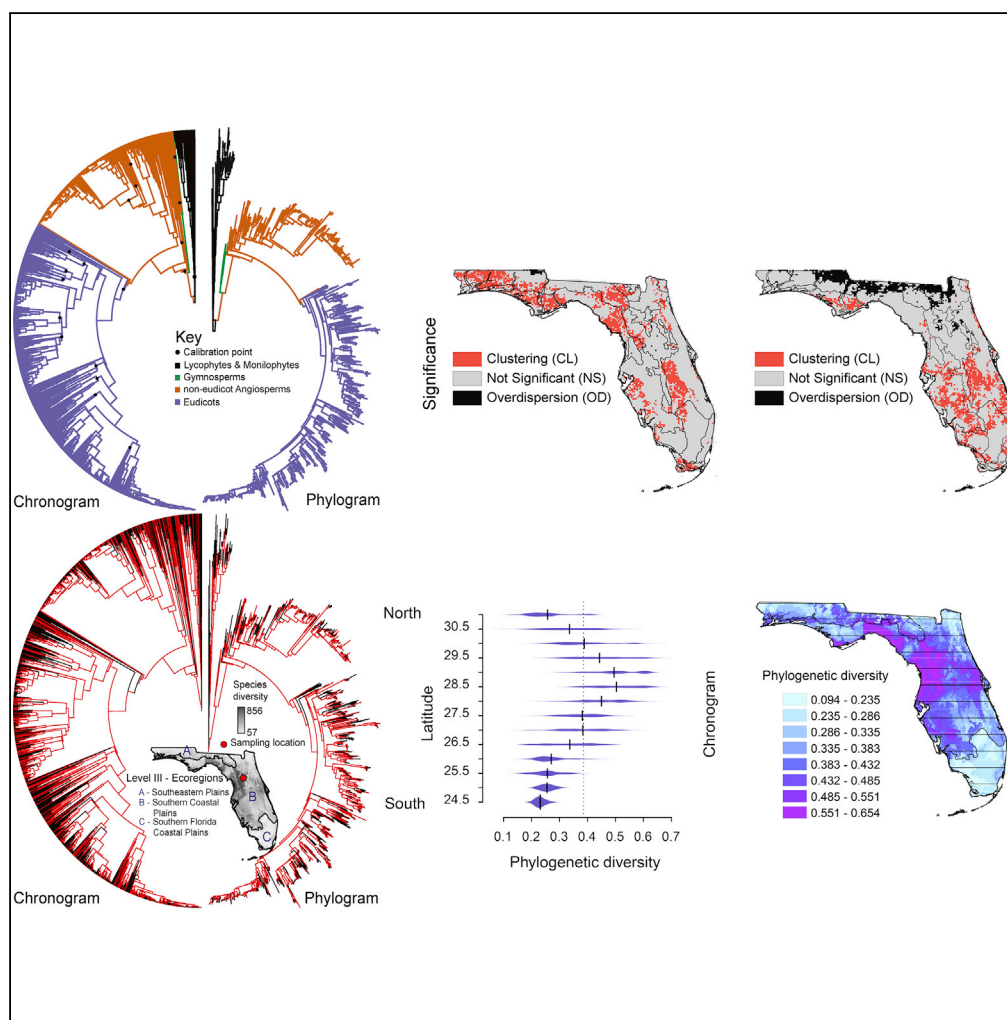 Key
Calibration point
Lycophytes & Monilophytes
Gymnosperms
non-eudicot Angiosperms
Eudicots
Chronogram
Phylogram
Significance
Clustering (CL)
Not Significant (NS)
Overdispersion (OD)
Clustering (CL)
Not Significant (NS)
Overdispersion (OD)
Species
diversity
856
57
Sampling location
Level III - Ecoregions
A - Southeastern Plains
B - Southern Coastal
Plains
C - Southern Florida
Coastal Plains
A
B
C
Chronogram
Phylogram
North
30.5
29.5
28.5
27.5
26.5
25.5
South 24.5
Latitude
0.1 0.2 0.3 0.4 0.5 0.6 0.7
Phylogenetic diversity
Chronogram
Phylogenetic diversity
0.094 - 0.235
0.235 - 0.286
0.286 - 0.335
0.335 - 0.383
0.383 - 0.432
0.432 - 0.485
0.485 - 0.551
0.551 - 0.654